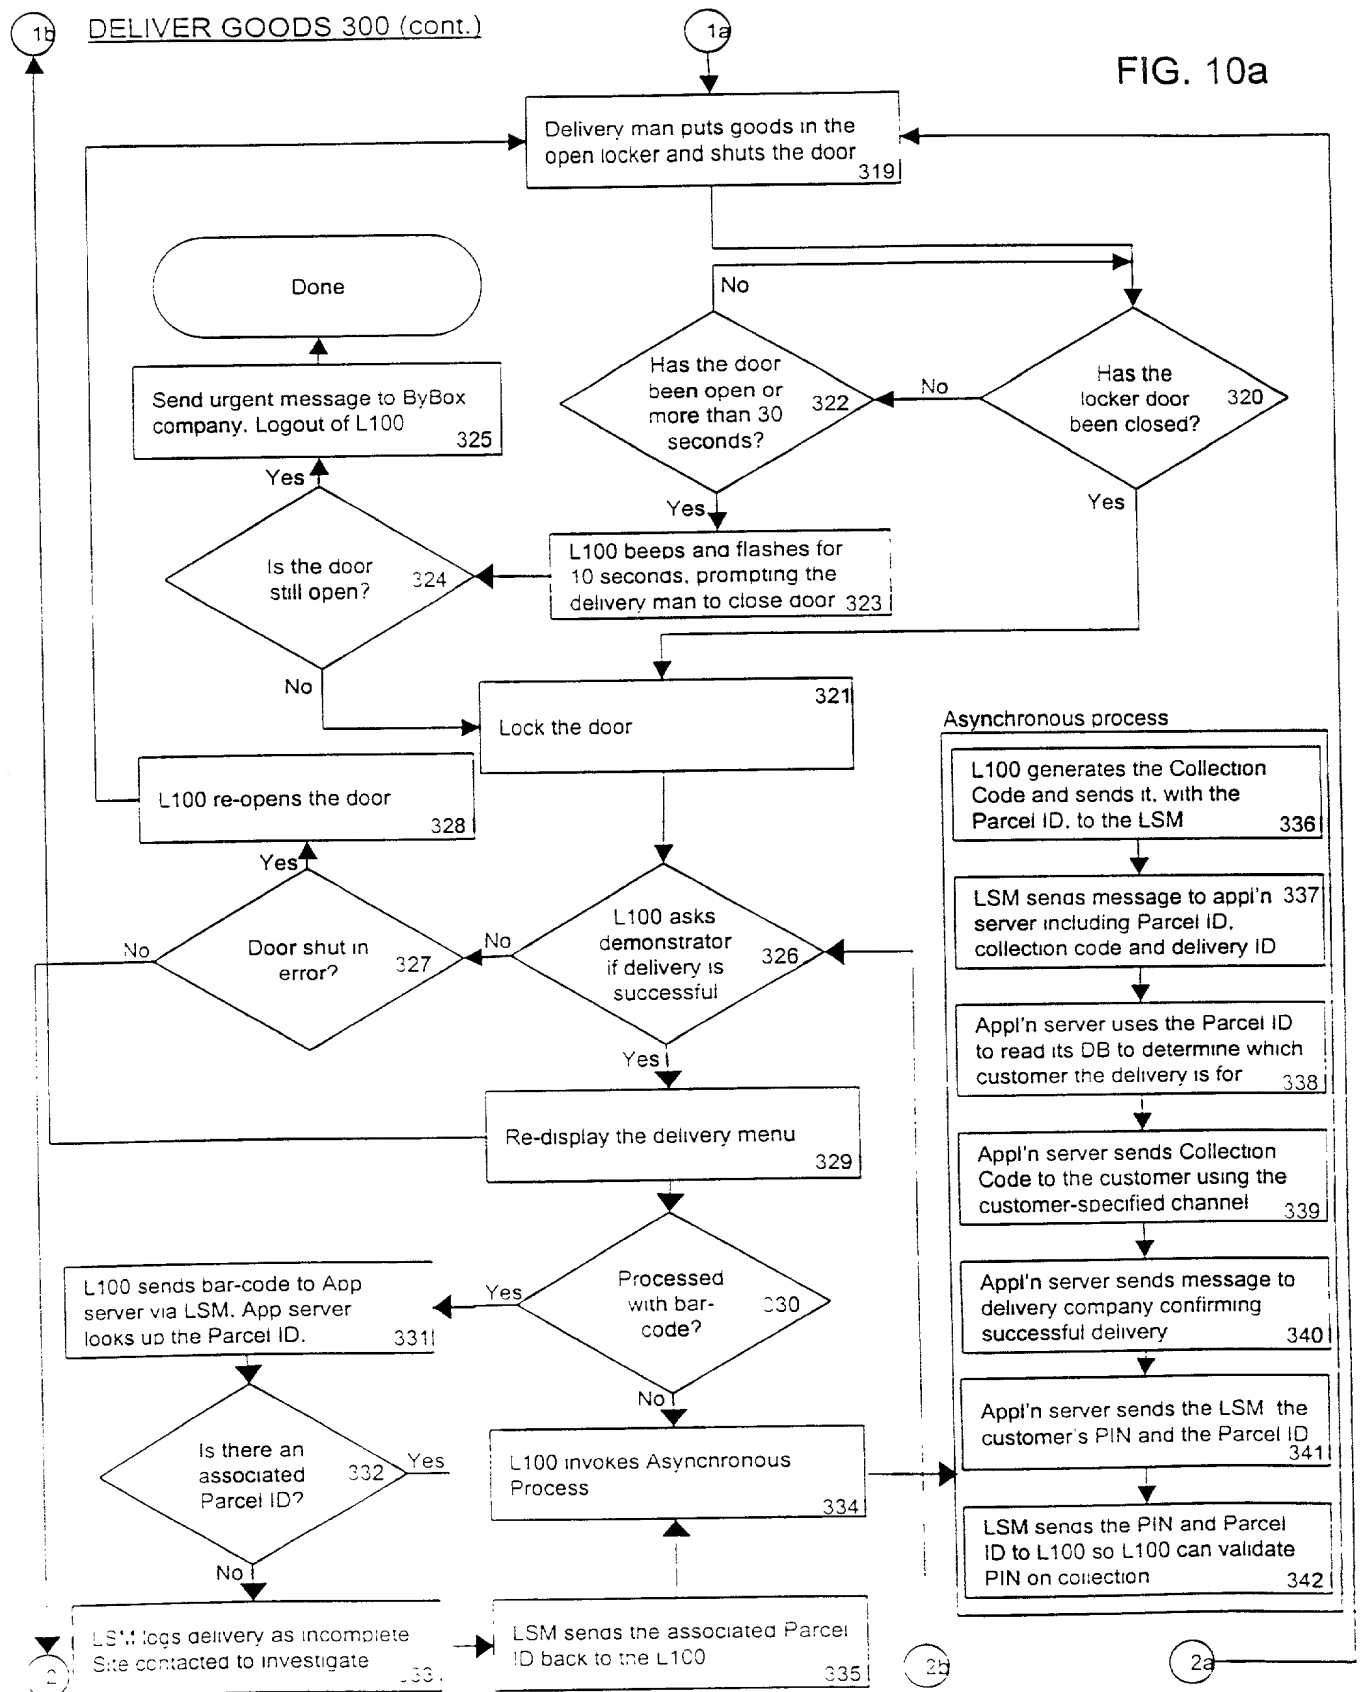 1b DELIVER GOODS 300 (cont.)
1a
FIG. 10a
Delivery man puts goods in the
open locker and shuts the door
319
Done
No
Has the door
been open or
more than 30
seconds?
322
No
Has the
locker door
been closed?
320
Send urgent message to ByBox
company. Logout of L100
325
Yes
Yes
Yes
Is the door
still open?
324
L100 beeps and flashes for
10 seconds, prompting the
delivery man to close door
323
No
321
Lock the door
L100 re-opens the door
328
Yes
No
Door shut in
error?
327
No
L100 asks
demonstrator
if delivery is
successful
326
Yes
Re-display the delivery menu
329
L100 sends bar-code to App
server via LSM. App server
looks up the Parcel ID.
331
Yes
Processed
with bar-
code?
330
No
Is there an
associated
Parcel ID?
332
Yes
L100 invokes Asynchronous
Process
334
No
LSM logs delivery as incomplete
Site contacted to investigate
LSM sends the associated Parcel
ID back to the L100
335
2
2b
2a
Asynchronous process
L100 generates the Collection
Code and sends it, with the
Parcel ID, to the LSM
336
LSM sends message to appl'n
server including Parcel ID,
collection code and delivery ID
337
Appl'n server uses the Parcel ID
to read its DB to determine which
customer the delivery is for
338
Appl'n server sends Collection
Code to the customer using the
customer-specified channel
339
Appl'n server sends message to
delivery company confirming
successful delivery
340
Appl'n server sends the LSM the
customer's PIN and the Parcel ID
341
LSM sends the PIN and Parcel
ID to L100 so L100 can validate
PIN on collection
342